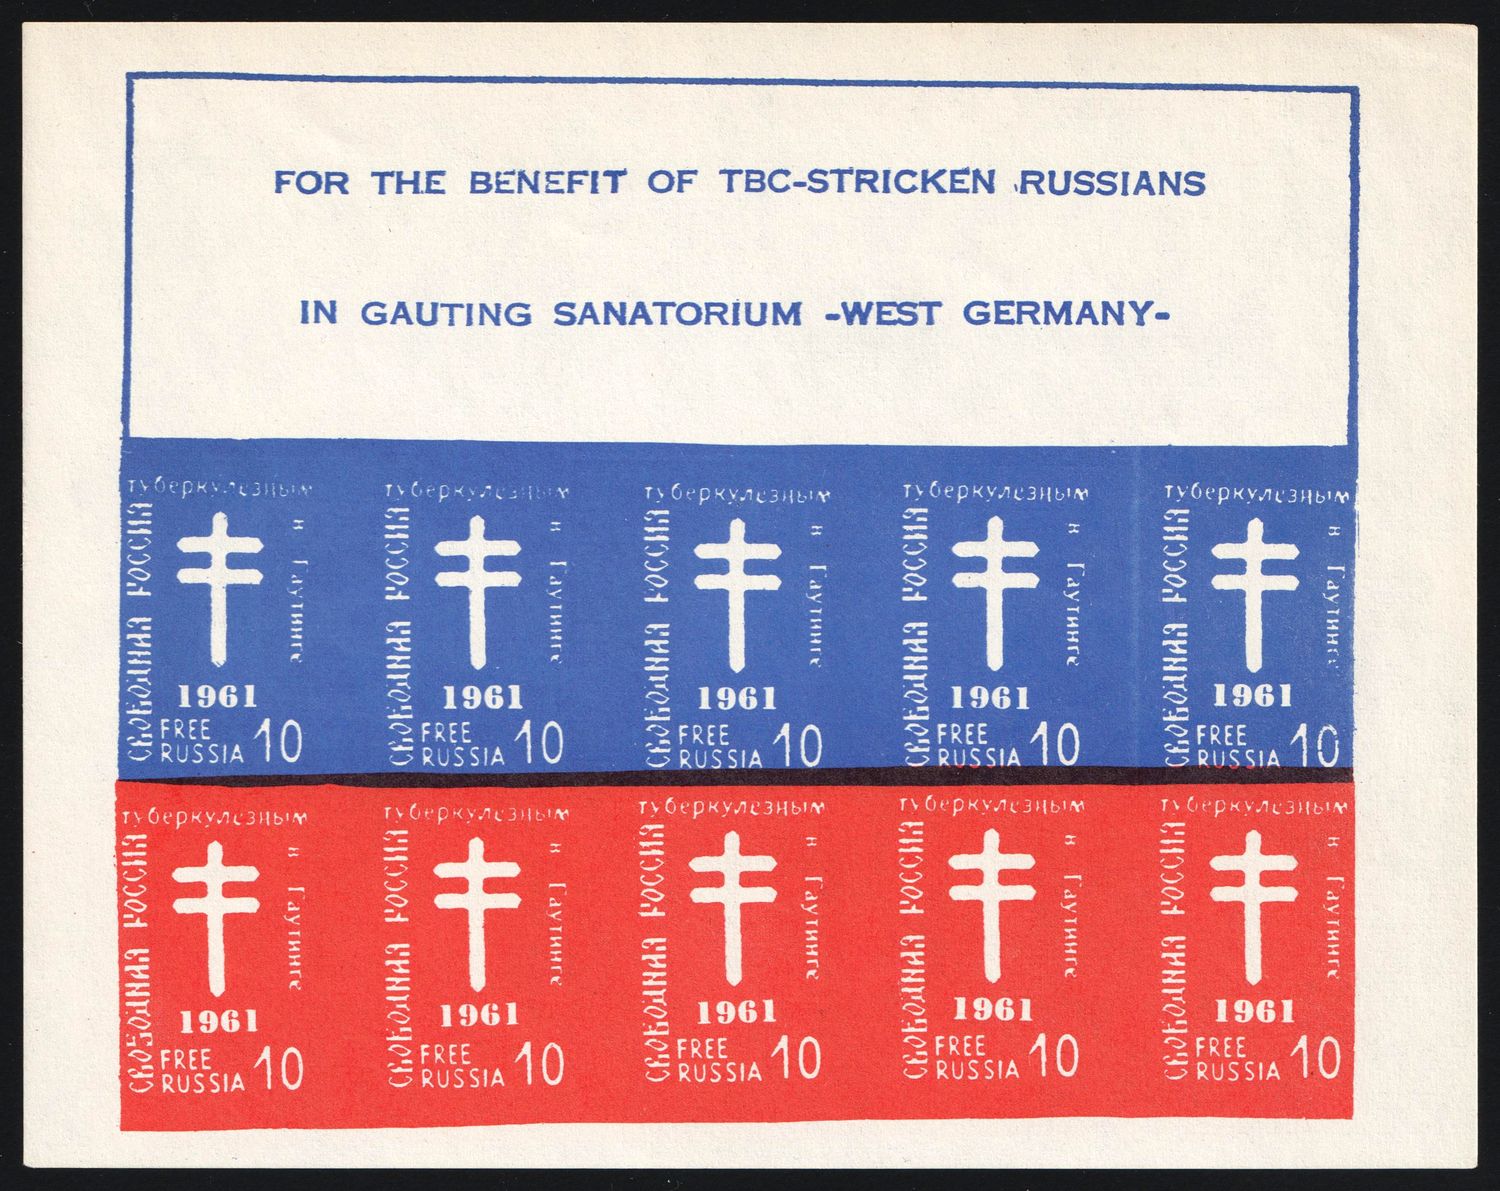 FOR THE BENEFIT OF TBC-STRICKEN RUSSIANS
IN GAUTING SANATORIUM -WEST GERMANY-
туберкулезным
СВОБОДНАЯ РОССИЯ
в Гаутинге
1961
FREE
RUSSIA 10
туберкулезным
СВОБОДНАЯ РОССИЯ
в Гаутинге
1961
FREE
RUSSIA 10
туберкулезным
СВОБОДНАЯ РОССИЯ
в Гаутинге
1961
FREE
RUSSIA 10
туберкулезным
СВОБОДНАЯ РОССИЯ
в Гаутинге
1961
FREE
RUSSIA 10
туберкулезным
СВОБОДНАЯ РОССИЯ
в Гаутинге
1961
FREE
RUSSIA 10
туберкулезным
СВОБОДНАЯ РОССИЯ
в Гаутинге
1961
FREE
RUSSIA 10
туберкулезным
СВОБОДНАЯ РОССИЯ
в Гаутинге
1961
FREE
RUSSIA 10
туберкулезным
СВОБОДНАЯ РОССИЯ
в Гаутинге
1961
FREE
RUSSIA 10
туберкулезным
СВОБОДНАЯ РОССИЯ
в Гаутинге
1961
FREE
RUSSIA 10
туберкулезным
СВОБОДНАЯ РОССИЯ
в Гаутинге
1961
FREE
RUSSIA 10